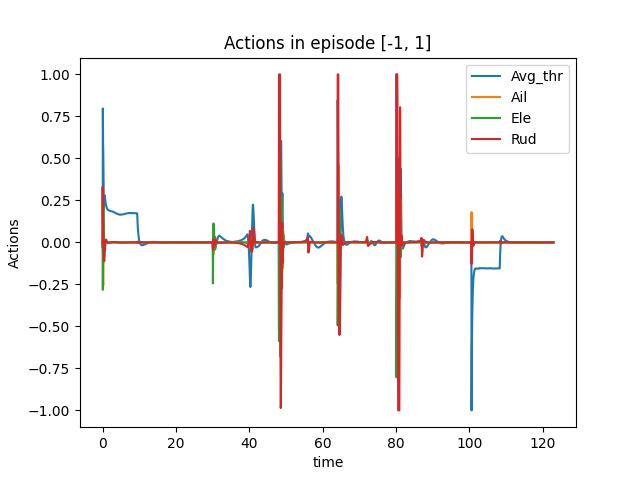 Actions in episode [-1, 1]
Avg_thr
Ail
Ele
Rud
1.00
0.75
0.50
0.25
0.00
−0.25
−0.50
−0.75
−1.00
Actions
0 20 40 60 80 100 120
time